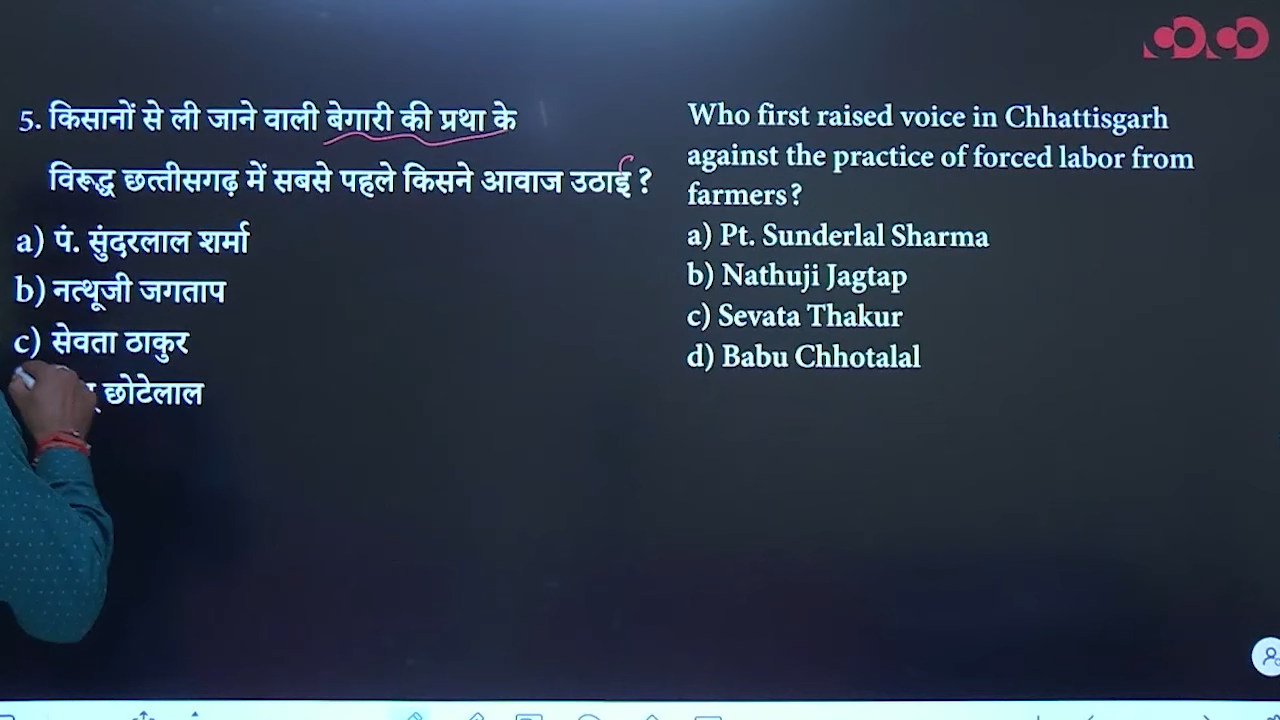 5. किसानों से ली जाने वाली बेगारी की प्रथा के
विरूद्ध छत्तीसगढ़ में सबसे पहले किसने आवाज उठाई ?
a) पं. सुंदरलाल शर्मा
b) नत्थूजी जगताप
c) सेवता ठाकुर
छोटेलाल
Who first raised voice in Chhattisgarh
against the practice of forced labor from
farmers?
a) Pt. Sunderlal Sharma
b) Nathuji Jagtap
c) Sevata Thakur
d) Babu Chhotalal